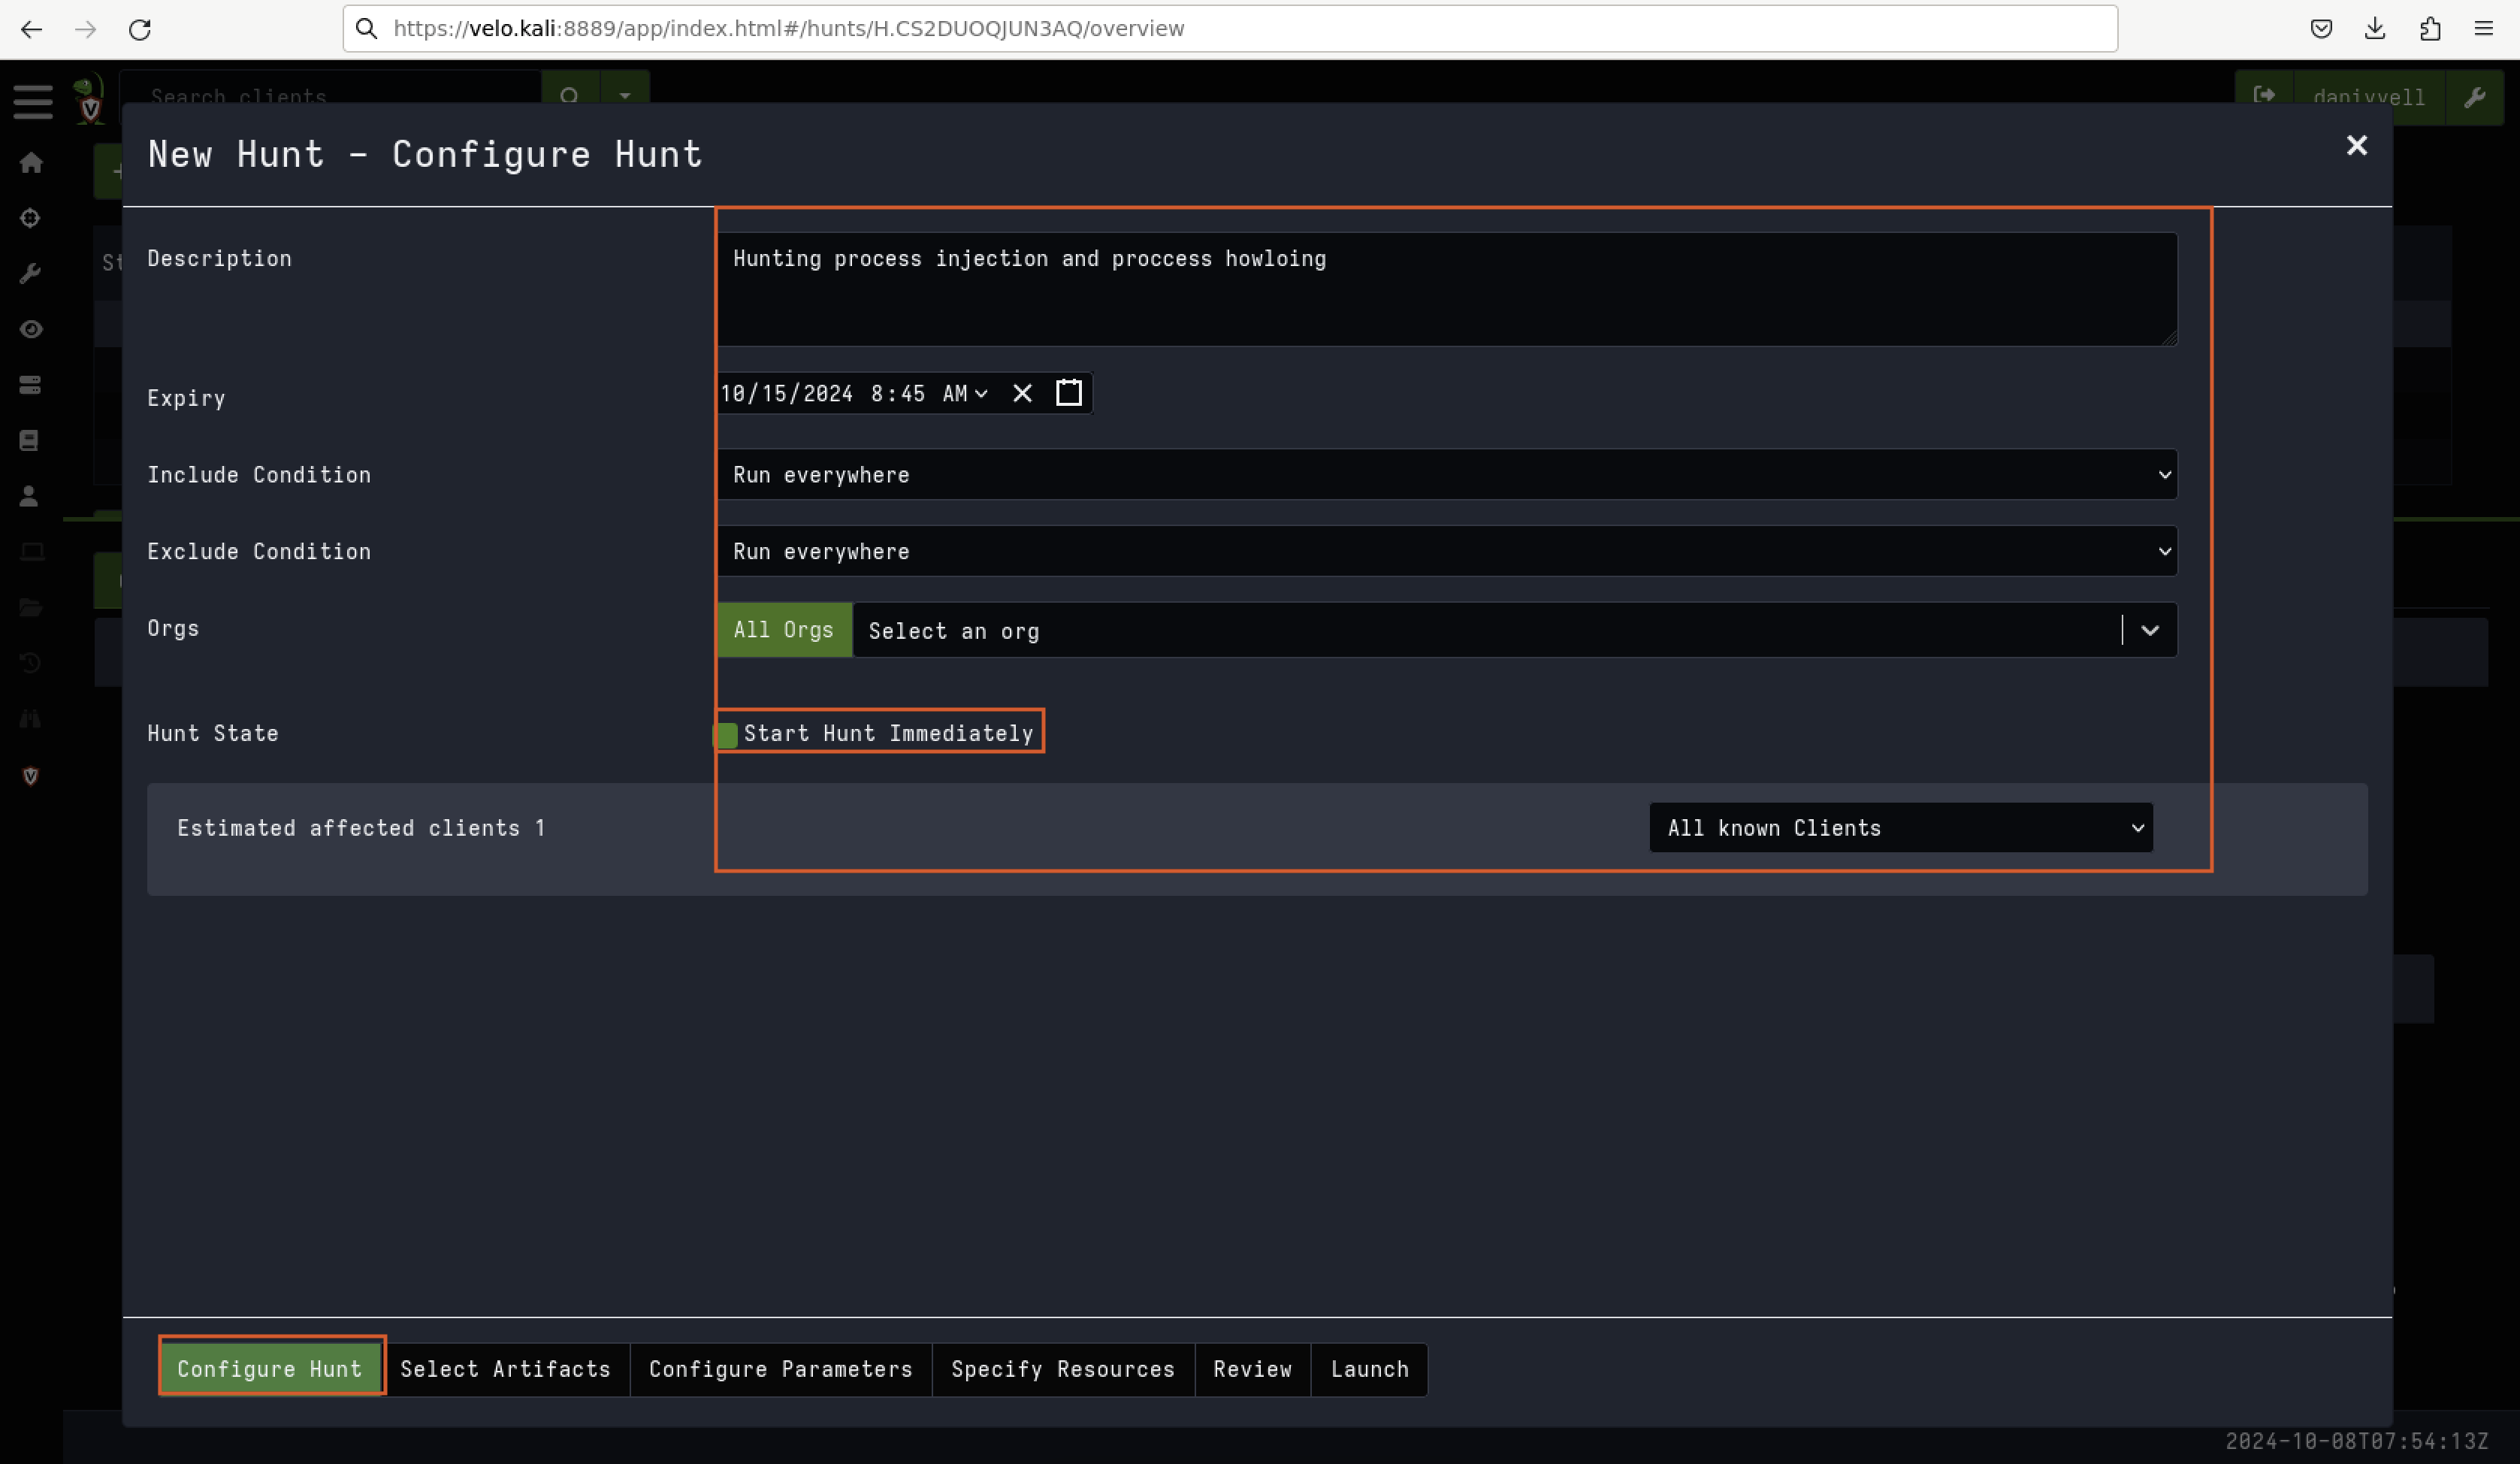 https://velo.kali:8889/app/index.html#/hunts/H.CS2DUOQJUN3AQ/overview
Search clients
daniyyell
New Hunt - Configure Hunt
Description
Hunting process injection and proccess howloing
Expiry
10/15/2024 8:45 AM
Include Condition
Run everywhere
Exclude Condition
Run everywhere
Orgs
All Orgs
Select an org
Hunt State
Start Hunt Immediately
Estimated affected clients 1
All known Clients
Configure Hunt
Select Artifacts
Configure Parameters
Specify Resources
Review
Launch
2024-10-08T07:54:13Z